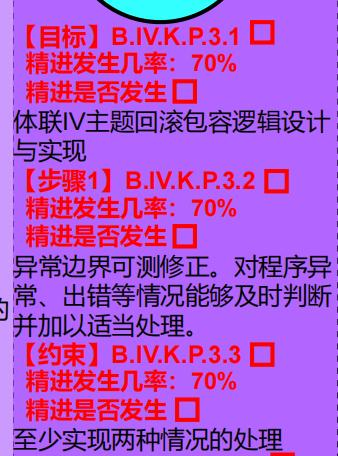 【目标】B.IV.K.P.3.1 □
精进发生几率：70%
精进是否发生 □
体联IV主题回滚包容逻辑设计
与实现
【步骤1】B.IV.K.P.3.2 □
精进发生几率：70%
精进是否发生 □
异常边界可测修正。对程序异
常、出错等情况能够及时判断
的
并加以适当处理。
【约束】B.IV.K.P.3.3 □
精进发生几率：70%
精进是否发生 □
至少实现两种情况的处理